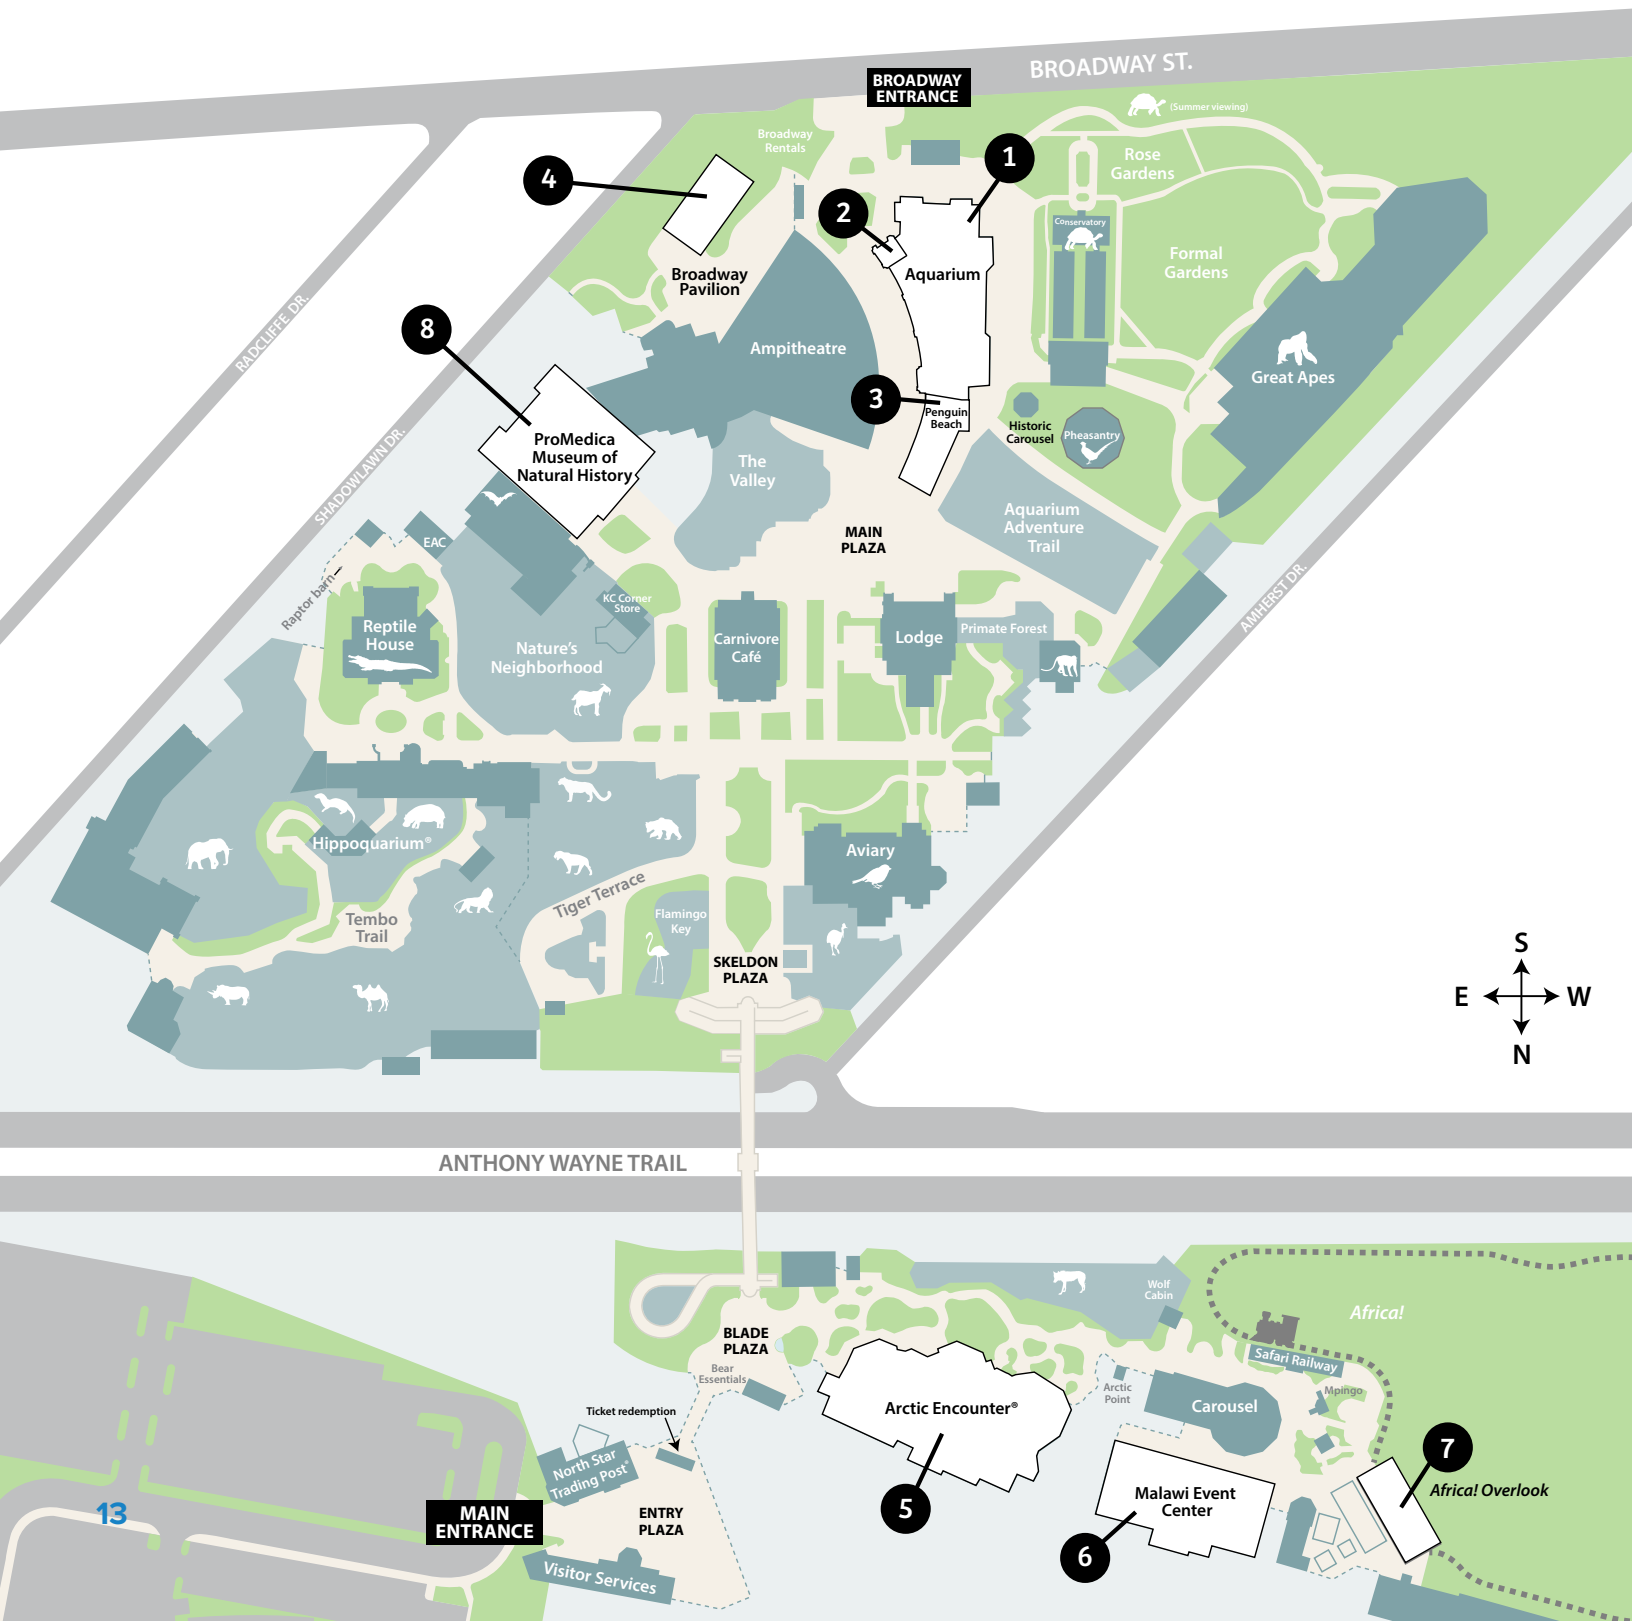 BROADWAY ST.
BROADWAY
ENTRANCE
(Summer viewing)
Broadway
Rentals
Rose
Gardens
1
4
2
Conservatory
Formal
Gardens
Aquarium
Broadway
Pavilion
RADCLIFFE DR.
8
Ampitheatre
Great Apes
3
Penguin
Beach
Historic
Carousel
Pheasantry
ProMedica
Museum of
Natural History
SHADOWLAWN DR.
The
Valley
Aquarium
Adventure
Trail
MAIN
PLAZA
EAC
Raptor barn
KC Corner
Store
AMHERST DR.
Reptile
House
Nature's
Neighborhood
Carnivore
Café
Lodge
Primate Forest
Hippoquarium®
Aviary
Tiger Terrace
Tembo
Trail
Flamingo
Key
SKELDON
PLAZA
S
E
W
N
ANTHONY WAYNE TRAIL
Wolf
Cabin
Africa!
BLADE
PLAZA
Safari Railway
Bear
Essentials
Arctic
Point
Mpingo
Ticket redemption
Arctic Encounter®
Carousel
7
North Star
Trading Post®
Africa! Overlook
Malawi Event
Center
13
MAIN
ENTRANCE
ENTRY
PLAZA
5
6
Visitor Services